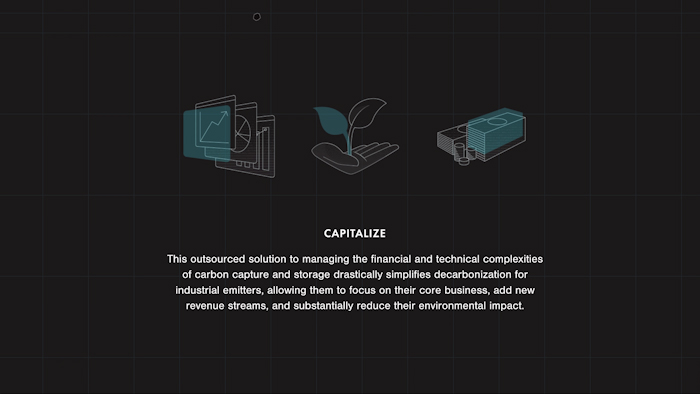 CAPITALIZE
This outsourced solution to managing the financial and technical complexities
of carbon capture and storage drastically simplifies decarbonization for
industrial emitters, allowing them to focus on their core business, add new
revenue streams, and substantially reduce their environmental impact.